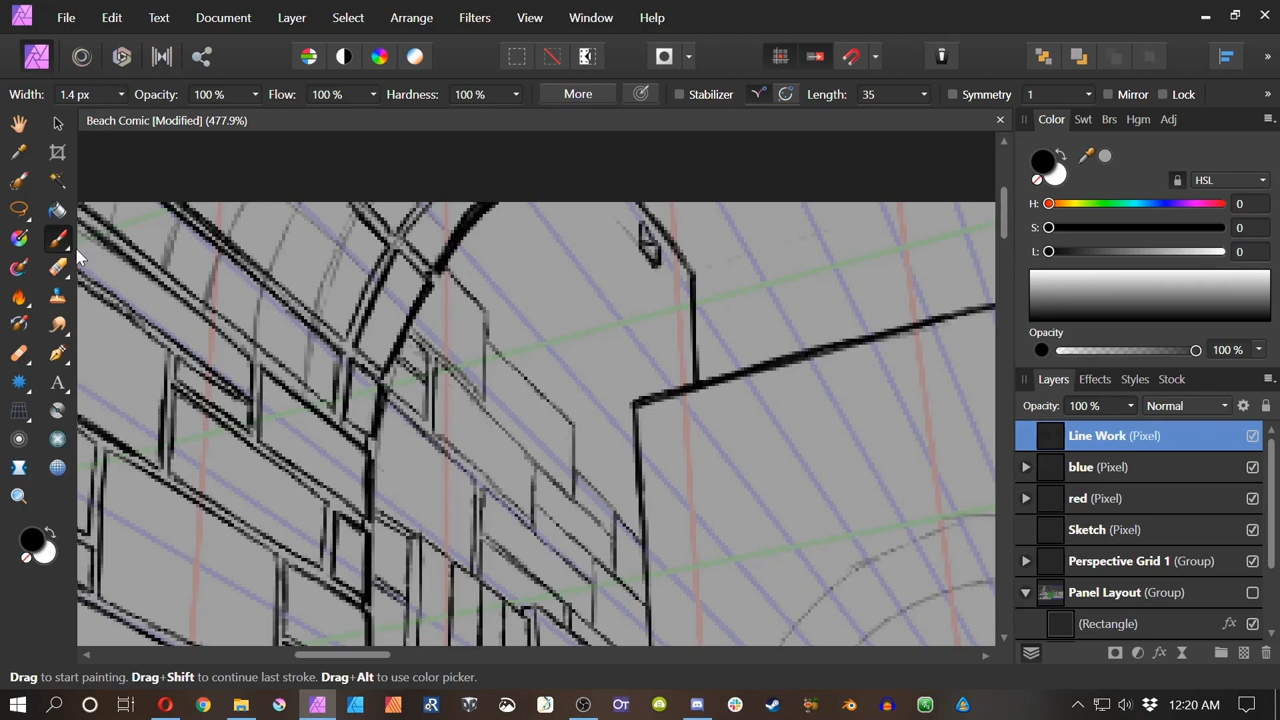 File Edit Text Document Layer Select Arrange Filters View Window Help
Width: 1.4 px Opacity: 100 % Flow: 100 % Hardness: 100 % More Stabilizer Length: 35 Symmetry 1 Mirror Lock
Beach Comic [Modified] (477.9%)
Color Swt Brs Hgm Adj
HSL
H: 0
S: 0
L: 0
Opacity
100 %
Layers Effects Styles Stock
Opacity: 100 % Normal
Line Work (Pixel)
blue (Pixel)
red (Pixel)
Sketch (Pixel)
Perspective Grid 1 (Group)
Panel Layout (Group)
(Rectangle) fx
Drag to start painting. Drag+Shift to continue last stroke. Drag+Alt to use color picker.
12:20 AM